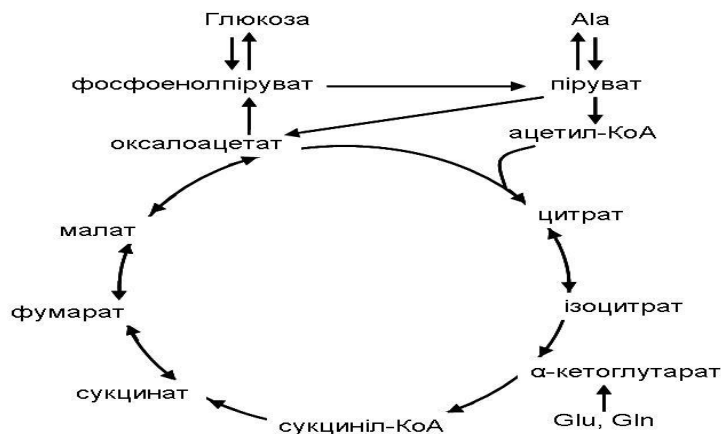 Глюкоза
Ala
фосфоенолпіруват
піруват
ацетил-КоА
оксалоацетат
цитрат
малат
ізоцитрат
фумарат
α-кетоглутарат
сукцинат
сукциніл-КоА
Glu, Gln